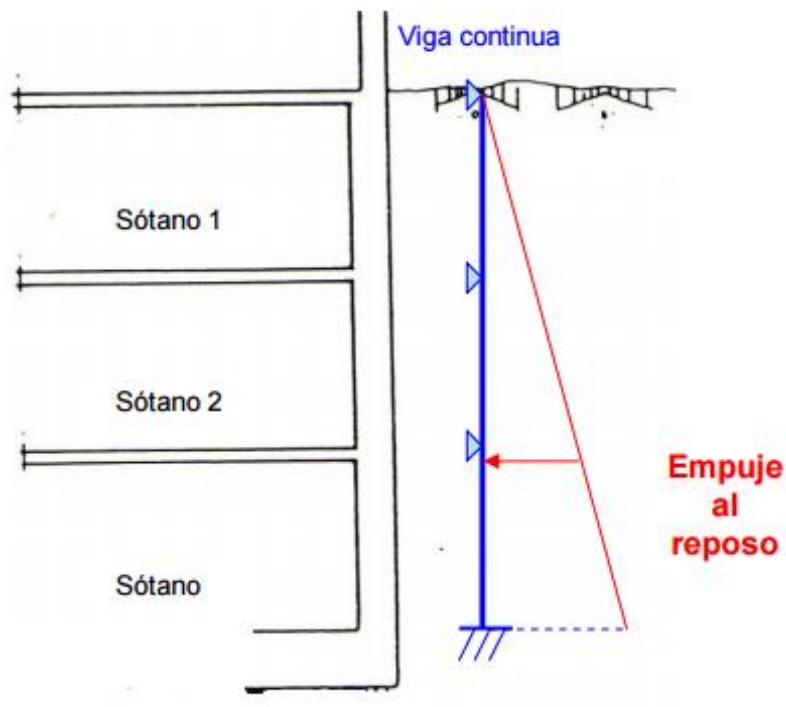 Viga continua
Sótano 1
Sótano 2
Empuje
al
reposo
Sótano